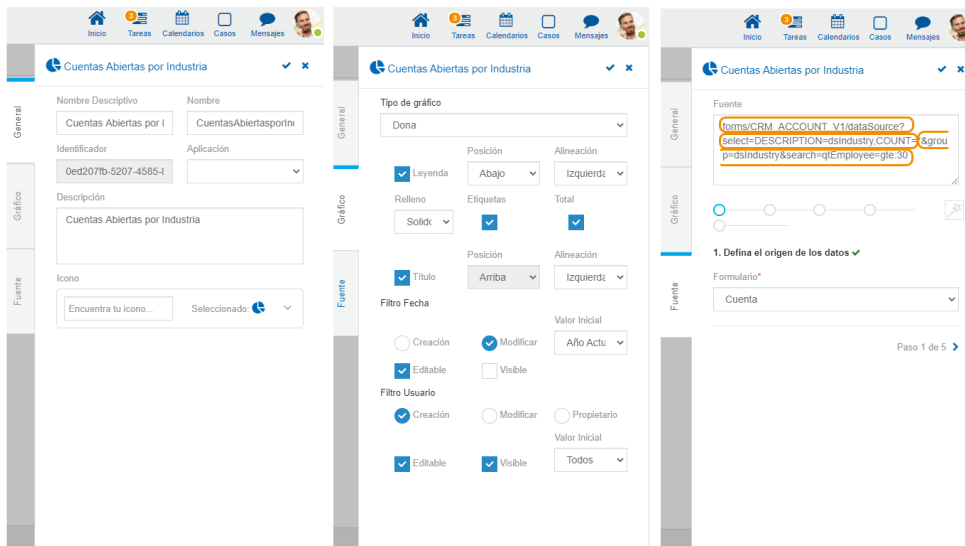 3
Inicio Tareas Calendarios Casos Mensajes
Cuentas Abiertas por Industria
General
Gráfico
Fuente
Nombre Descriptivo Nombre
Cuentas Abiertas por I CuentasAbiertasporInd
Identificador Aplicación
0ed207fb-5207-4585-8
Descripción
Cuentas Abiertas por Industria
Icono
Encuentra tu icono... Seleccionado:
3
Inicio Tareas Calendarios Casos Mensajes
Cuentas Abiertas por Industria
General
Gráfico
Fuente
Tipo de gráfico
Dona
Posición Alineación
Leyenda Abajo Izquierda
Relleno Etiquetas Total
Solido
Posición Alineación
Título Arriba Izquierda
Filtro Fecha
Valor Inicial
Creación Modificar Año Actu
Editable Visible
Filtro Usuario
Creación Modificar Propietario
Valor Inicial
Editable Visible Todos
3
Inicio Tareas Calendarios Casos Mensajes
Cuentas Abiertas por Industria
General
Gráfico
Fuente
Fuente
forms/CRM_ACCOUNT_V1/dataSource?
select=DESCRIPTION=dsIndustry,COUNT=1&grou
p=dsIndustry&search=qtEmployee=gte:30
1. Defina el origen de los datos
Formulario*
Cuenta
Paso 1 de 5